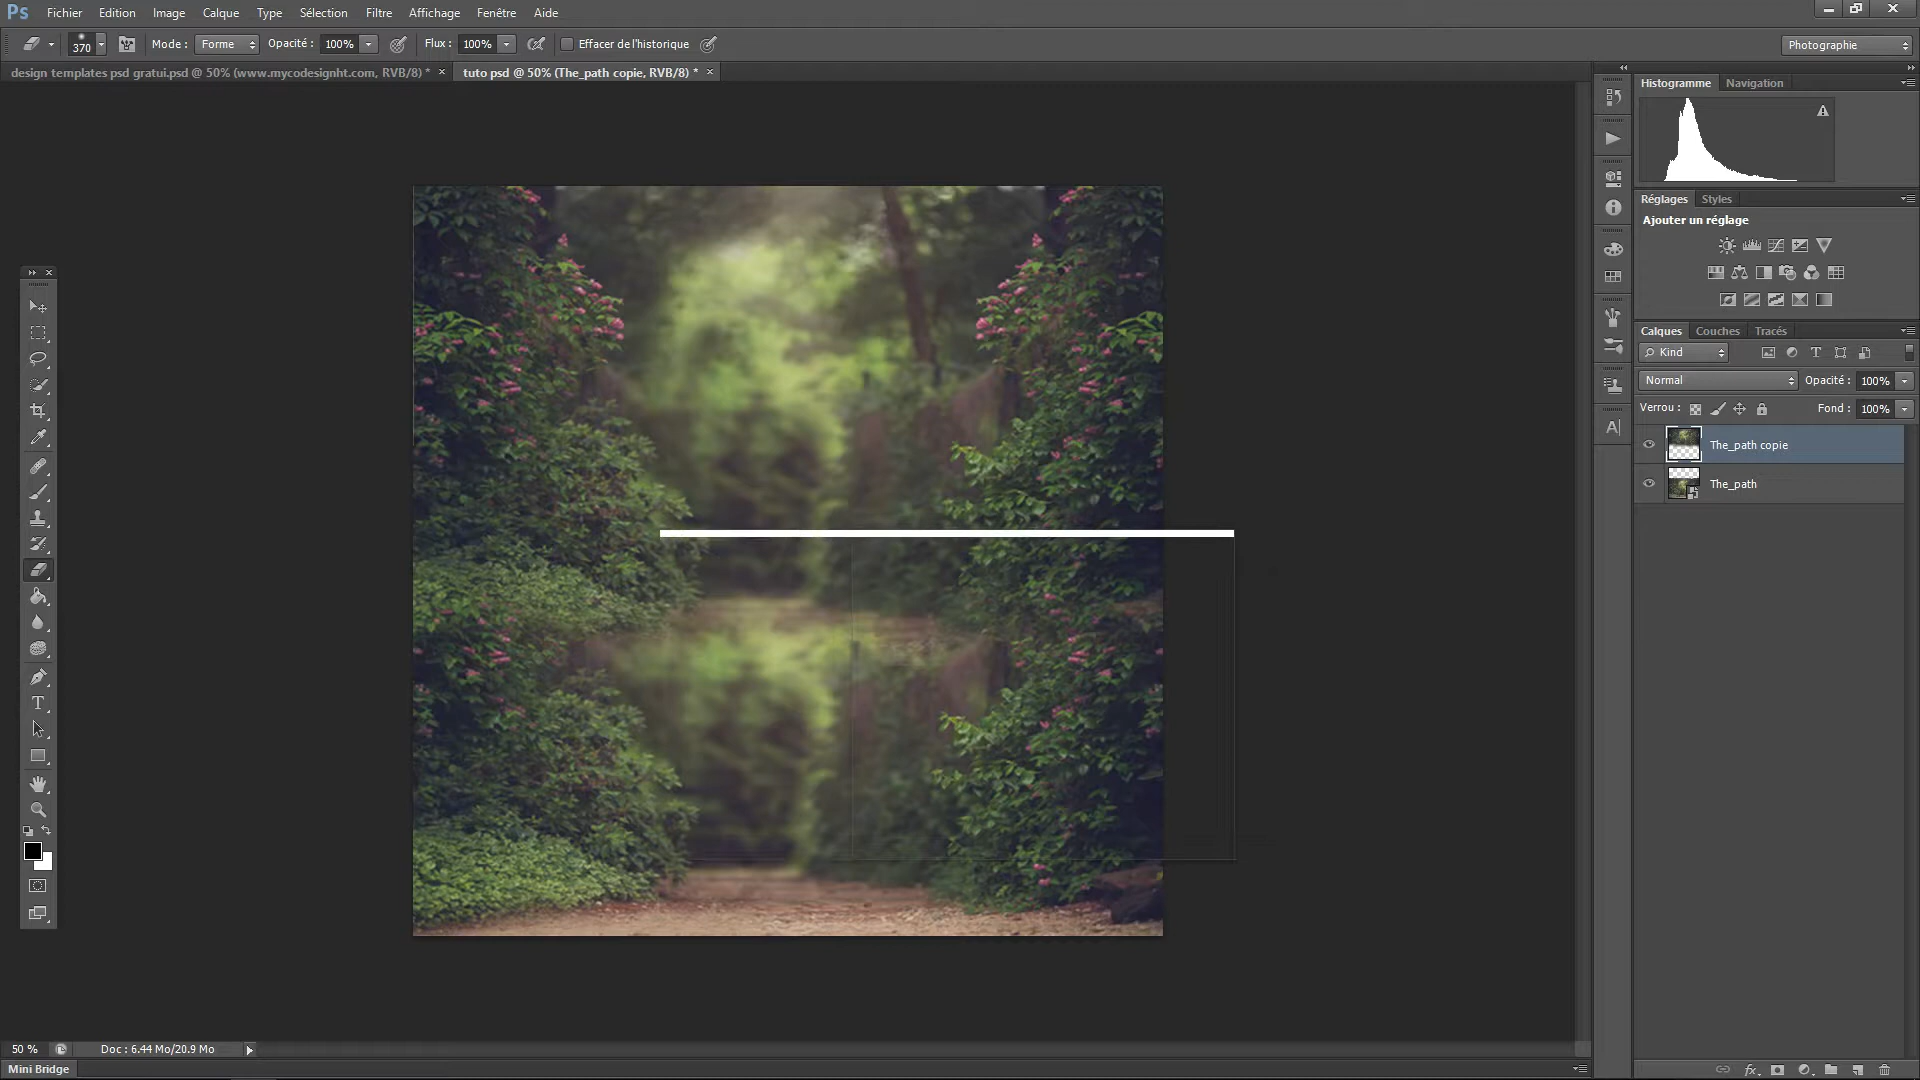 Ps Fichier Edition Image Calque Type Sélection Filtre Affichage Fenêtre Aide
370 Mode : Forme Opacité : 100% Flux : 100% Effacer de l'historique Photographie
design templates psd gratui.psd @ 50% (www.mycodesignht.com, RVB/8) * × tuto psd @ 50% (The_path copie, RVB/8) * ×
Histogramme Navigation
Réglages Styles
Ajouter un réglage
Calques Couches Tracés
Kind
Normal Opacité : 100%
Verrou : Fond : 100%
The_path copie
The_path
50 % Doc : 6.44 Mo/20.9 Mo
Mini Bridge